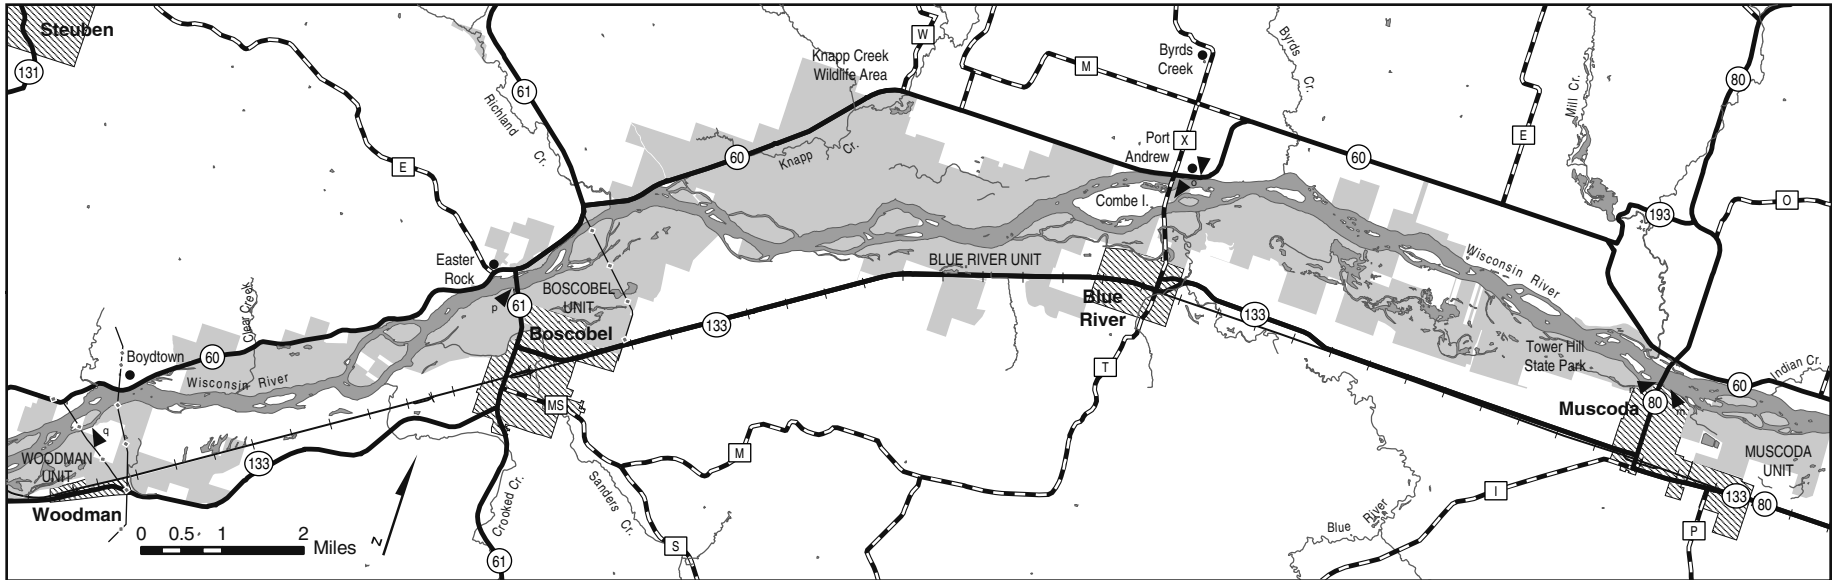 Steuben
131
61
Richland
Cr.
E
Knapp Creek
Wildlife Area
W
M
Byrds
Creek
Byrds
Cr.
Mill Cr.
80
E
60
Knapp
Cr.
Port
Andrew
X
60
o
Combe I.
193
O
Easter
Rock
BOSCOBEL
UNIT
p
61
Boscobel
133
BLUE RIVER UNIT
Blue
River
133
Wisconsin River
Clear Creek
Boydtown
60
Wisconsin River
Tower Hill
State Park
Indian Cr.
60
T
Muscoda
80
m
MS
q
WOODMAN
UNIT
133
M
MUSCODA
UNIT
Woodman
0 0.5 1 2 Miles
N
Crooked Cr.
Sanders Cr.
61
S
Blue River
I
133
80
P